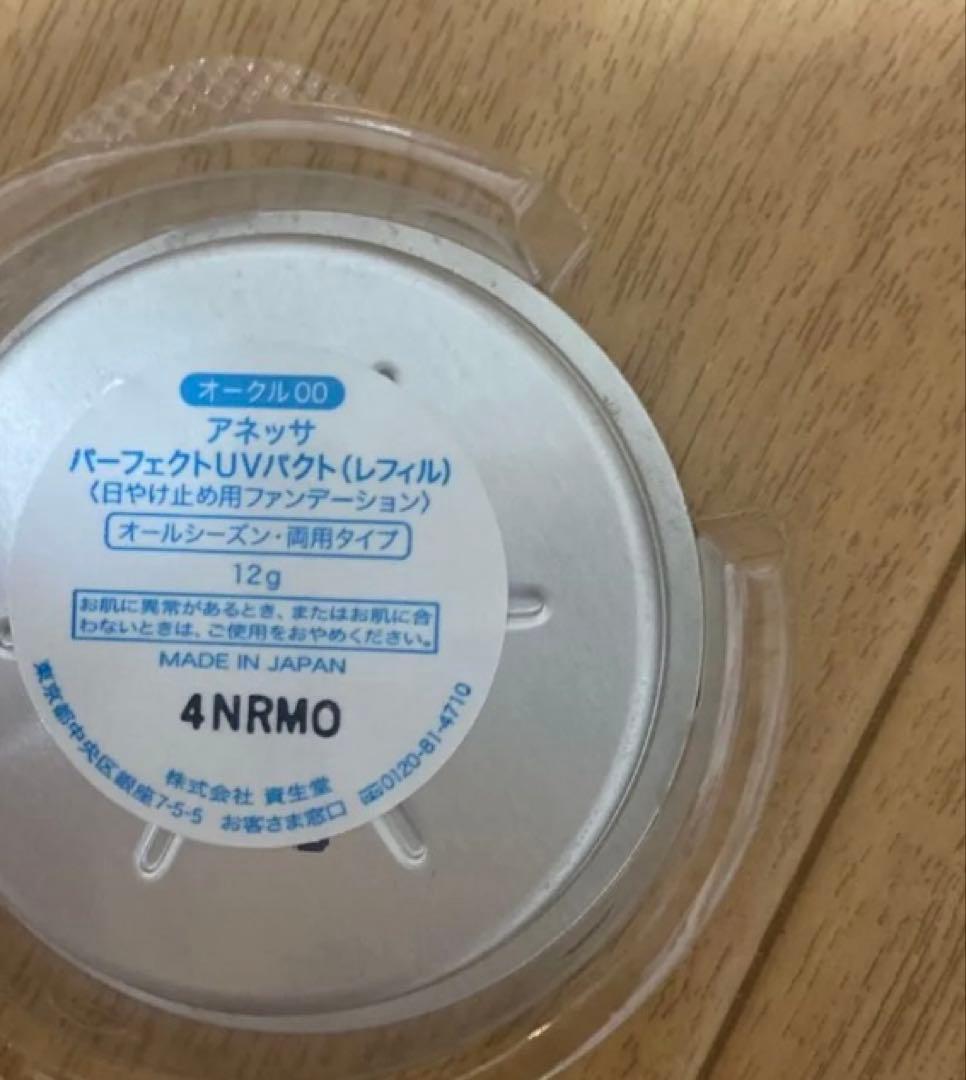 オークル00
アネッサ
パーフェクトUVパクト(レフィル)
〈日やけ止め用ファンデーション〉
オールシーズン・両用タイプ
12g
お肌に異常があるとき、またはお肌に合
わないときは、ご使用をおやめください。
MADE IN JAPAN
4NRM0
株式会社 資生堂
東京都中央区銀座7-5-5 お客さま窓口 0120-81-4710